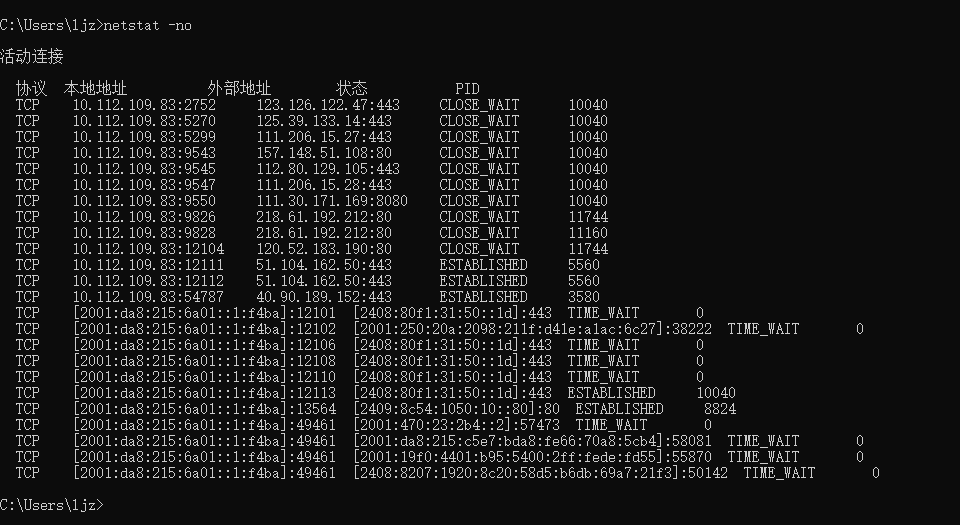 C:\Users\ljz>netstat -no
活动连接
协议 本地地址 外部地址 状态 PID
TCP 10.112.109.83:2752 123.126.122.47:443 CLOSE_WAIT 10040
TCP 10.112.109.83:5270 125.39.133.14:443 CLOSE_WAIT 10040
TCP 10.112.109.83:5299 111.206.15.27:443 CLOSE_WAIT 10040
TCP 10.112.109.83:9543 157.148.51.108:80 CLOSE_WAIT 10040
TCP 10.112.109.83:9545 112.80.129.105:443 CLOSE_WAIT 10040
TCP 10.112.109.83:9547 111.206.15.28:443 CLOSE_WAIT 10040
TCP 10.112.109.83:9550 111.30.171.169:8080 CLOSE_WAIT 10040
TCP 10.112.109.83:9826 218.61.192.212:80 CLOSE_WAIT 11744
TCP 10.112.109.83:9828 218.61.192.212:80 CLOSE_WAIT 11160
TCP 10.112.109.83:12104 120.52.183.190:80 CLOSE_WAIT 11744
TCP 10.112.109.83:12111 51.104.162.50:443 ESTABLISHED 5560
TCP 10.112.109.83:12112 51.104.162.50:443 ESTABLISHED 5560
TCP 10.112.109.83:54787 40.90.189.152:443 ESTABLISHED 3580
TCP [2001:da8:215:6a01::1:f4ba]:12101 [2408:80f1:31:50::1d]:443 TIME_WAIT 0
TCP [2001:da8:215:6a01::1:f4ba]:12102 [2001:250:20a:2098:211f:d41e:a1ac:6c27]:38222 TIME_WAIT 0
TCP [2001:da8:215:6a01::1:f4ba]:12106 [2408:80f1:31:50::1d]:443 TIME_WAIT 0
TCP [2001:da8:215:6a01::1:f4ba]:12108 [2408:80f1:31:50::1d]:443 TIME_WAIT 0
TCP [2001:da8:215:6a01::1:f4ba]:12110 [2408:80f1:31:50::1d]:443 TIME_WAIT 0
TCP [2001:da8:215:6a01::1:f4ba]:12113 [2408:80f1:31:50::1d]:443 ESTABLISHED 10040
TCP [2001:da8:215:6a01::1:f4ba]:13564 [2409:8c54:1050:10::80]:80 ESTABLISHED 8824
TCP [2001:da8:215:6a01::1:f4ba]:49461 [2001:470:23:2b4::2]:57473 TIME_WAIT 0
TCP [2001:da8:215:6a01::1:f4ba]:49461 [2001:da8:215:c5e7:bda8:fe66:70a8:5cb4]:58081 TIME_WAIT 0
TCP [2001:da8:215:6a01::1:f4ba]:49461 [2001:19f0:4401:b95:5400:2ff:fede:fd55]:55870 TIME_WAIT 0
TCP [2001:da8:215:6a01::1:f4ba]:49461 [2408:8207:1920:8c20:58d5:b6db:69a7:21f3]:50142 TIME_WAIT 0
C:\Users\ljz>